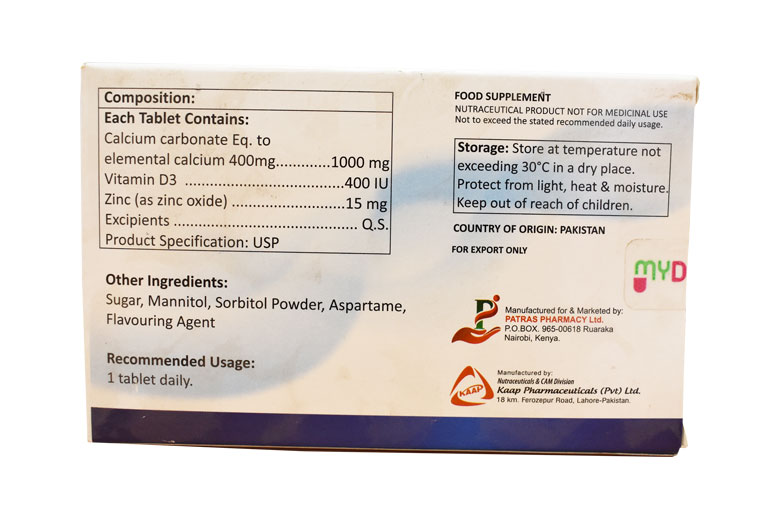 Composition:
Each Tablet Contains:
Calcium carbonate Eq. to
elemental calcium 400mg............1000 mg
Vitamin D3 ...................................400 IU
Zinc (as zinc oxide) .........................15 mg
Excipients ........................................ Q.S.
Product Specification: USP
Other Ingredients:
Sugar, Mannitol, Sorbitol Powder, Aspartame,
Flavouring Agent
Recommended Usage:
1 tablet daily.
FOOD SUPPLEMENT
NUTRACEUTICAL PRODUCT NOT FOR MEDICINAL USE
Not to exceed the stated recommended daily usage.
Storage: Store at temperature not
exceeding 30°C in a dry place.
Protect from light, heat & moisture.
Keep out of reach of children.
COUNTRY OF ORIGIN: PAKISTAN
FOR EXPORT ONLY
MYD
Manufactured for & Marketed by:
PATRAS PHARMACY Ltd.
P.O.BOX. 965-00618 Ruaraka
Nairobi, Kenya.
KAAP
Manufactured by:
Nutraceuticals & CAM Division
Kaap Pharmaceuticals (Pvt) Ltd.
18 km. Ferozepur Road, Lahore-Pakistan.